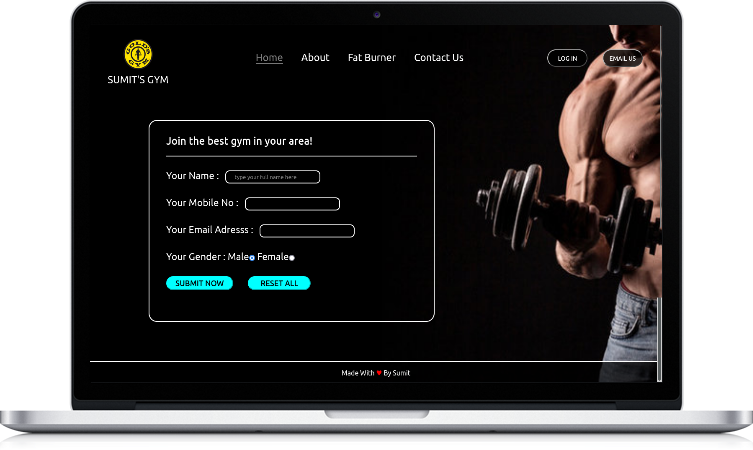 GOLD'S
GYM
SUMIT'S GYM
Home About Fat Burner Contact Us
LOG IN EMAIL US
Join the best gym in your area!
Your Name : Type your full name here
Your Mobile No :
Your Email Adresss :
Your Gender : Male Female
SUBMIT NOW RESET ALL
Made With ❤ By Sumit